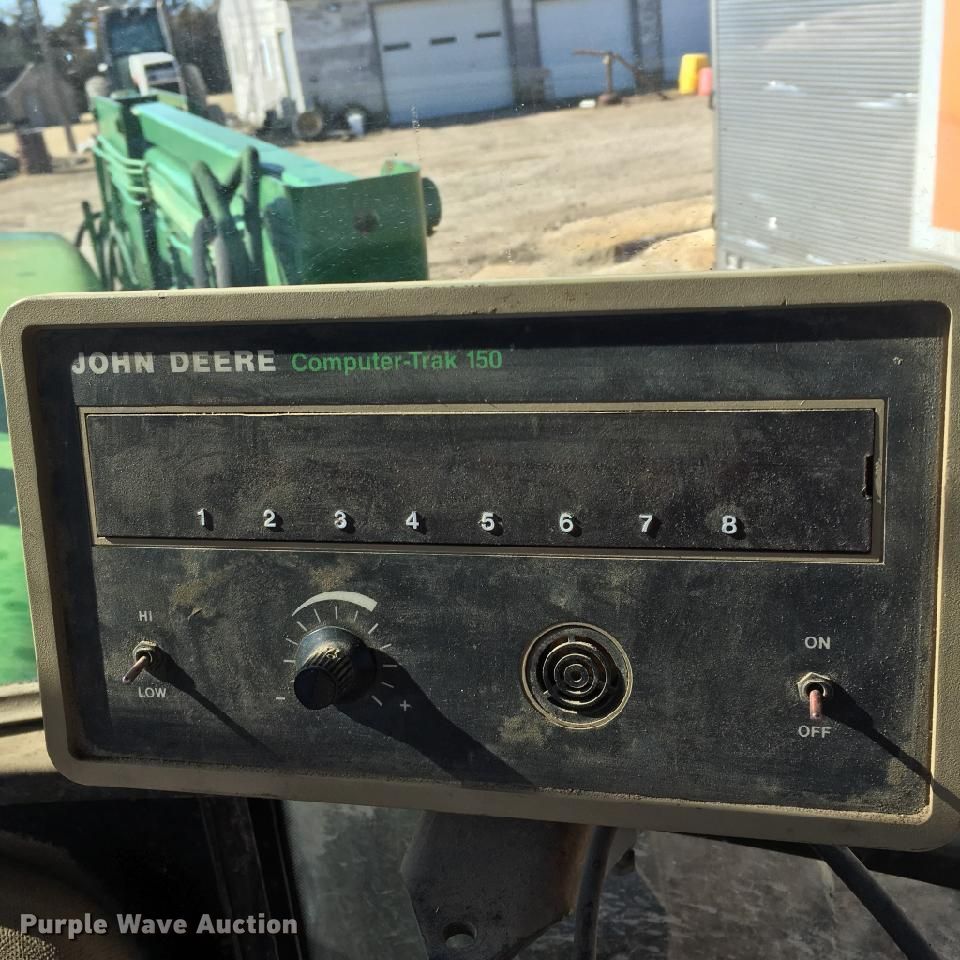 JOHN DEERE Computer-Trak 150
1 2 3 4 5 6 7 8
HI
LOW
- +
ON
OFF
Purple Wave Auction